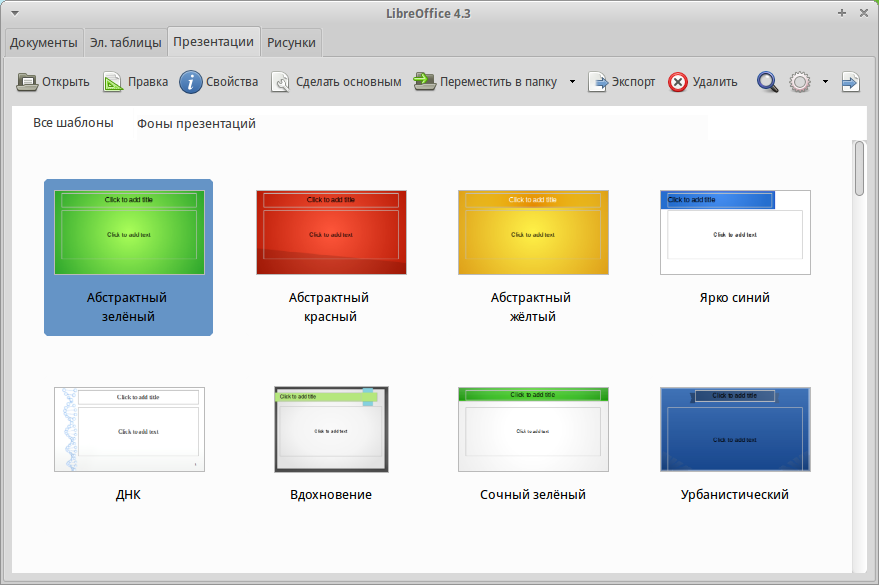 LibreOffice 4.3
Документы Эл. таблицы Презентации Рисунки
Открыть Правка Свойства Сделать основным Переместить в папку Экспорт Удалить
Все шаблоны Фоны презентаций
Click to add title Click to add title Click to add title Click to add title
Click to add text Click to add text Click to add text Click to add text
Абстрактный зелёный Абстрактный красный Абстрактный жёлтый Ярко синий
Click to add title Click to add title Click to add title Click to add title
Click to add text Click to add text Click to add text Click to add text
ДНК Вдохновение Сочный зелёный Урбанистический